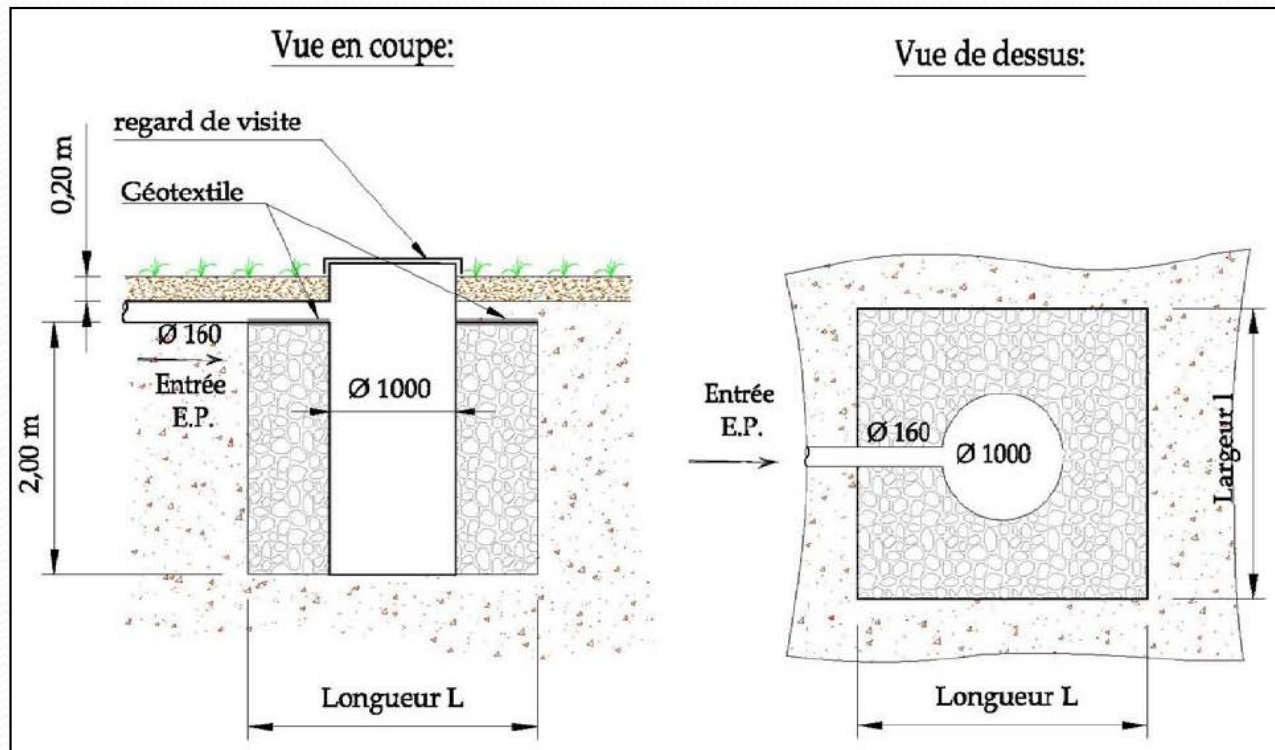 Vue en coupe:
regard de visite
Géotextile
0,20 m
Ø 160
Entrée
E.P.
Ø 1000
2,00 m
Longueur L
Vue de dessus:
Entrée
E.P.
Ø 160
Ø 1000
Largeur l
Longueur L